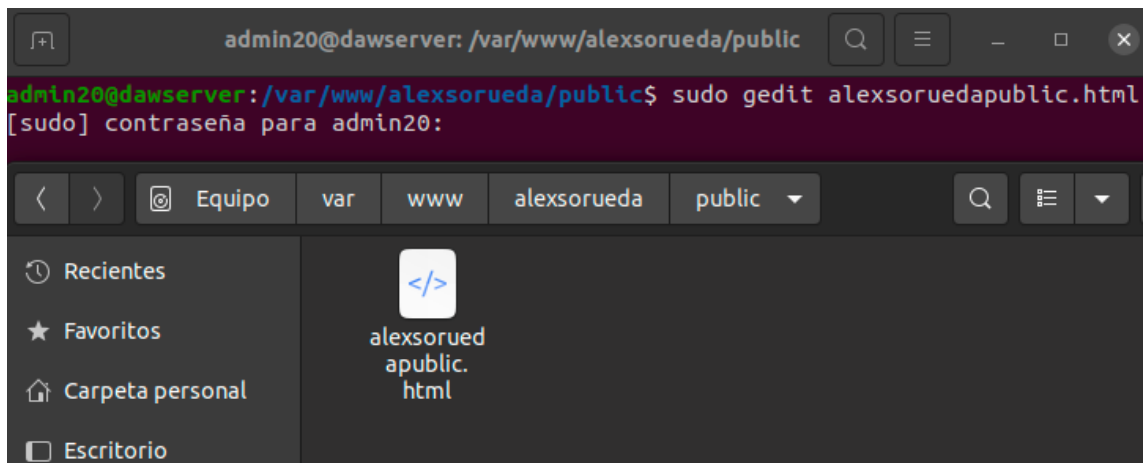 admin20@dawserver: /var/www/alexsorueda/public
admin20@dawserver:/var/www/alexsorueda/public$ sudo gedit alexsoruedapublic.html
[sudo] contraseña para admin20:
Equipo var www alexsorueda public
Recientes
Favoritos
Carpeta personal
Escritorio
alexsorued
apublic.
html